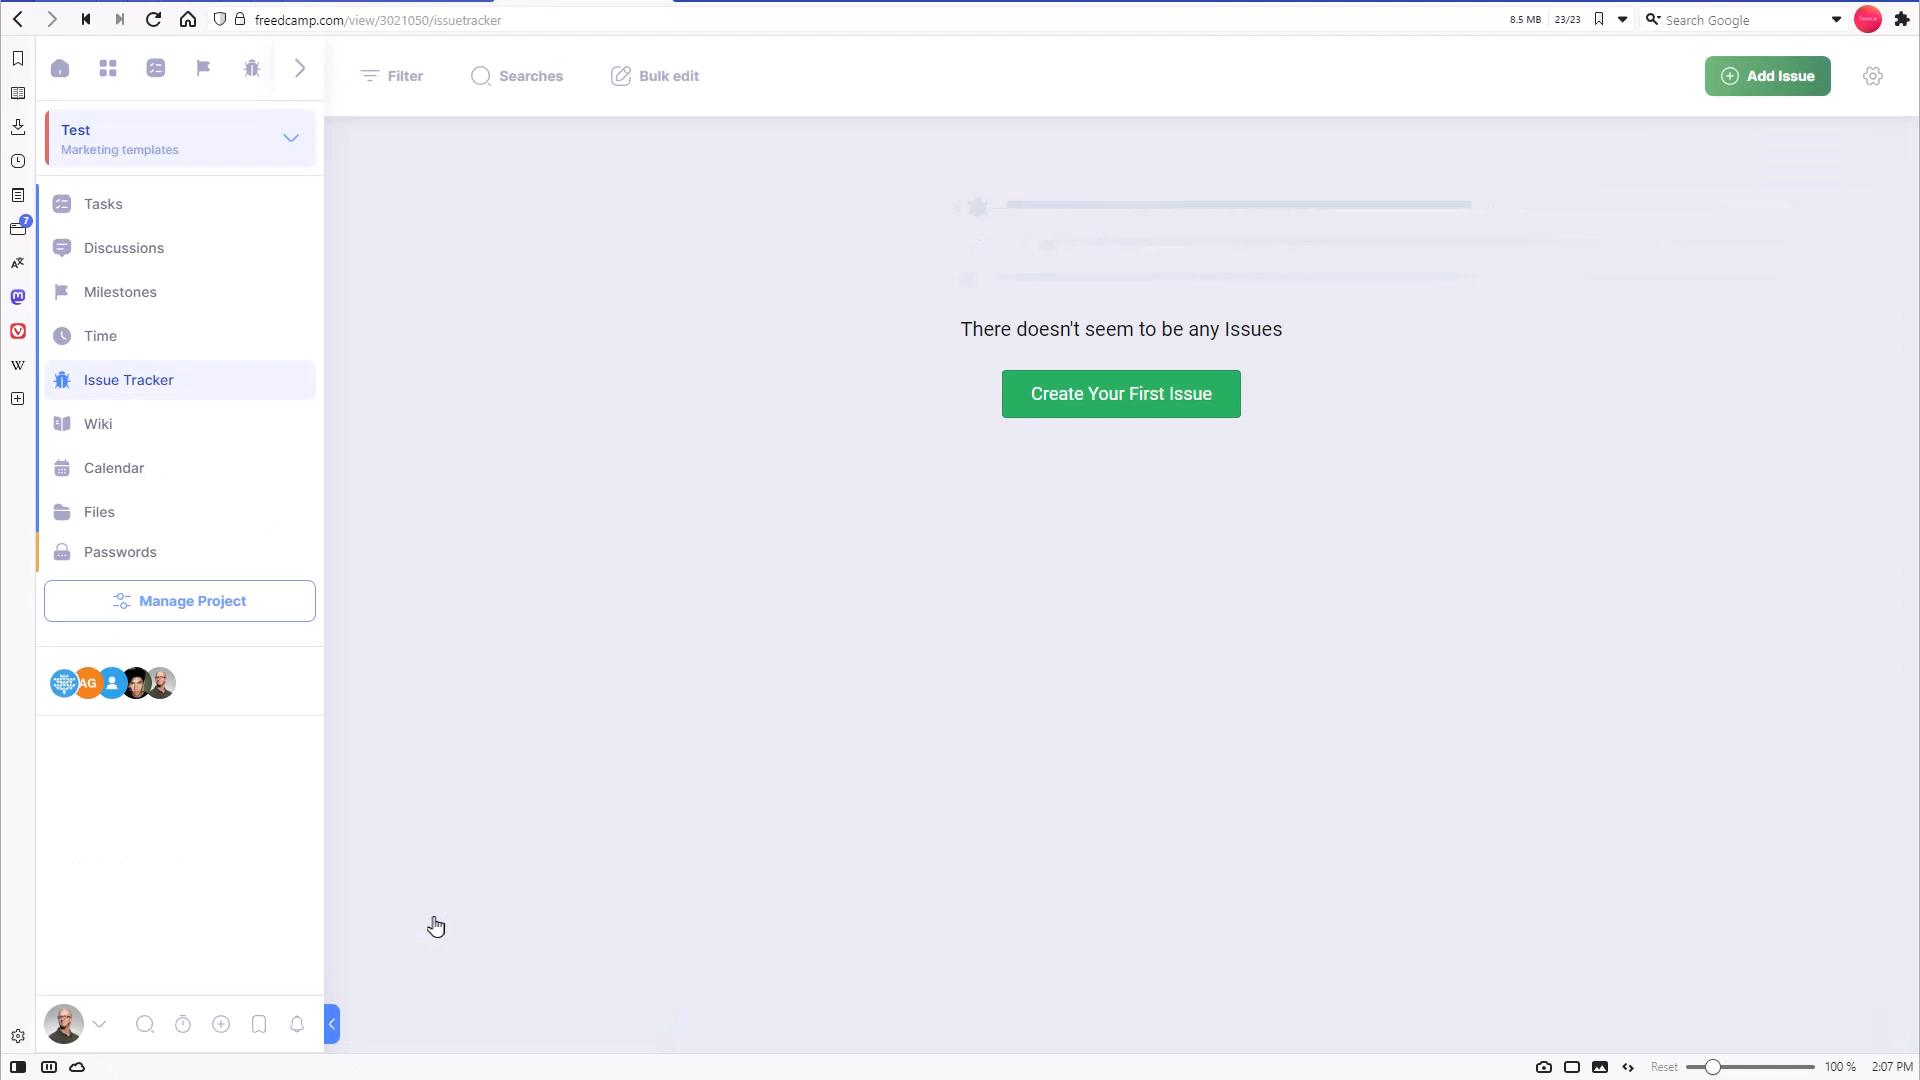 freedcamp.com/view/3021050/issuetracker
8.5 MB
23/23
Search Google
Filter
Searches
Bulk edit
Add Issue
Test
Marketing templates
Tasks
Discussions
Milestones
Time
Issue Tracker
Wiki
Calendar
Files
Passwords
Manage Project
AG
7
There doesn't seem to be any Issues
Create Your First Issue
Reset
100 %
2:07 PM